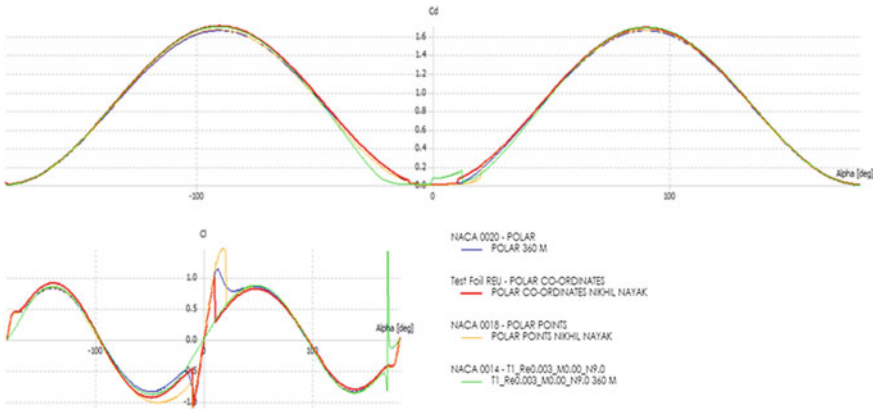 Cd
1.6
1.4
1.2
1.0
0.8
0.6
0.4
0.2
0.0
Alpha [deg]
-100
0
100
Cl
1.0
0.5
0.0
Alpha [deg]
-100
0
100
-0.5
-1.0
NACA 0020 - POLAR
POLAR 360 M
Test Foil REU - POLAR CO-ORDINATES
POLAR CO-ORDINATES NIKHIL NAYAK
NACA 0018 - POLAR POINTS
POLAR POINTS NIKHIL NAYAK
NACA 0014 - T1_Re0.003_M0.00_N9.0
T1_Re0.003_M0.00_N9.0 360 M